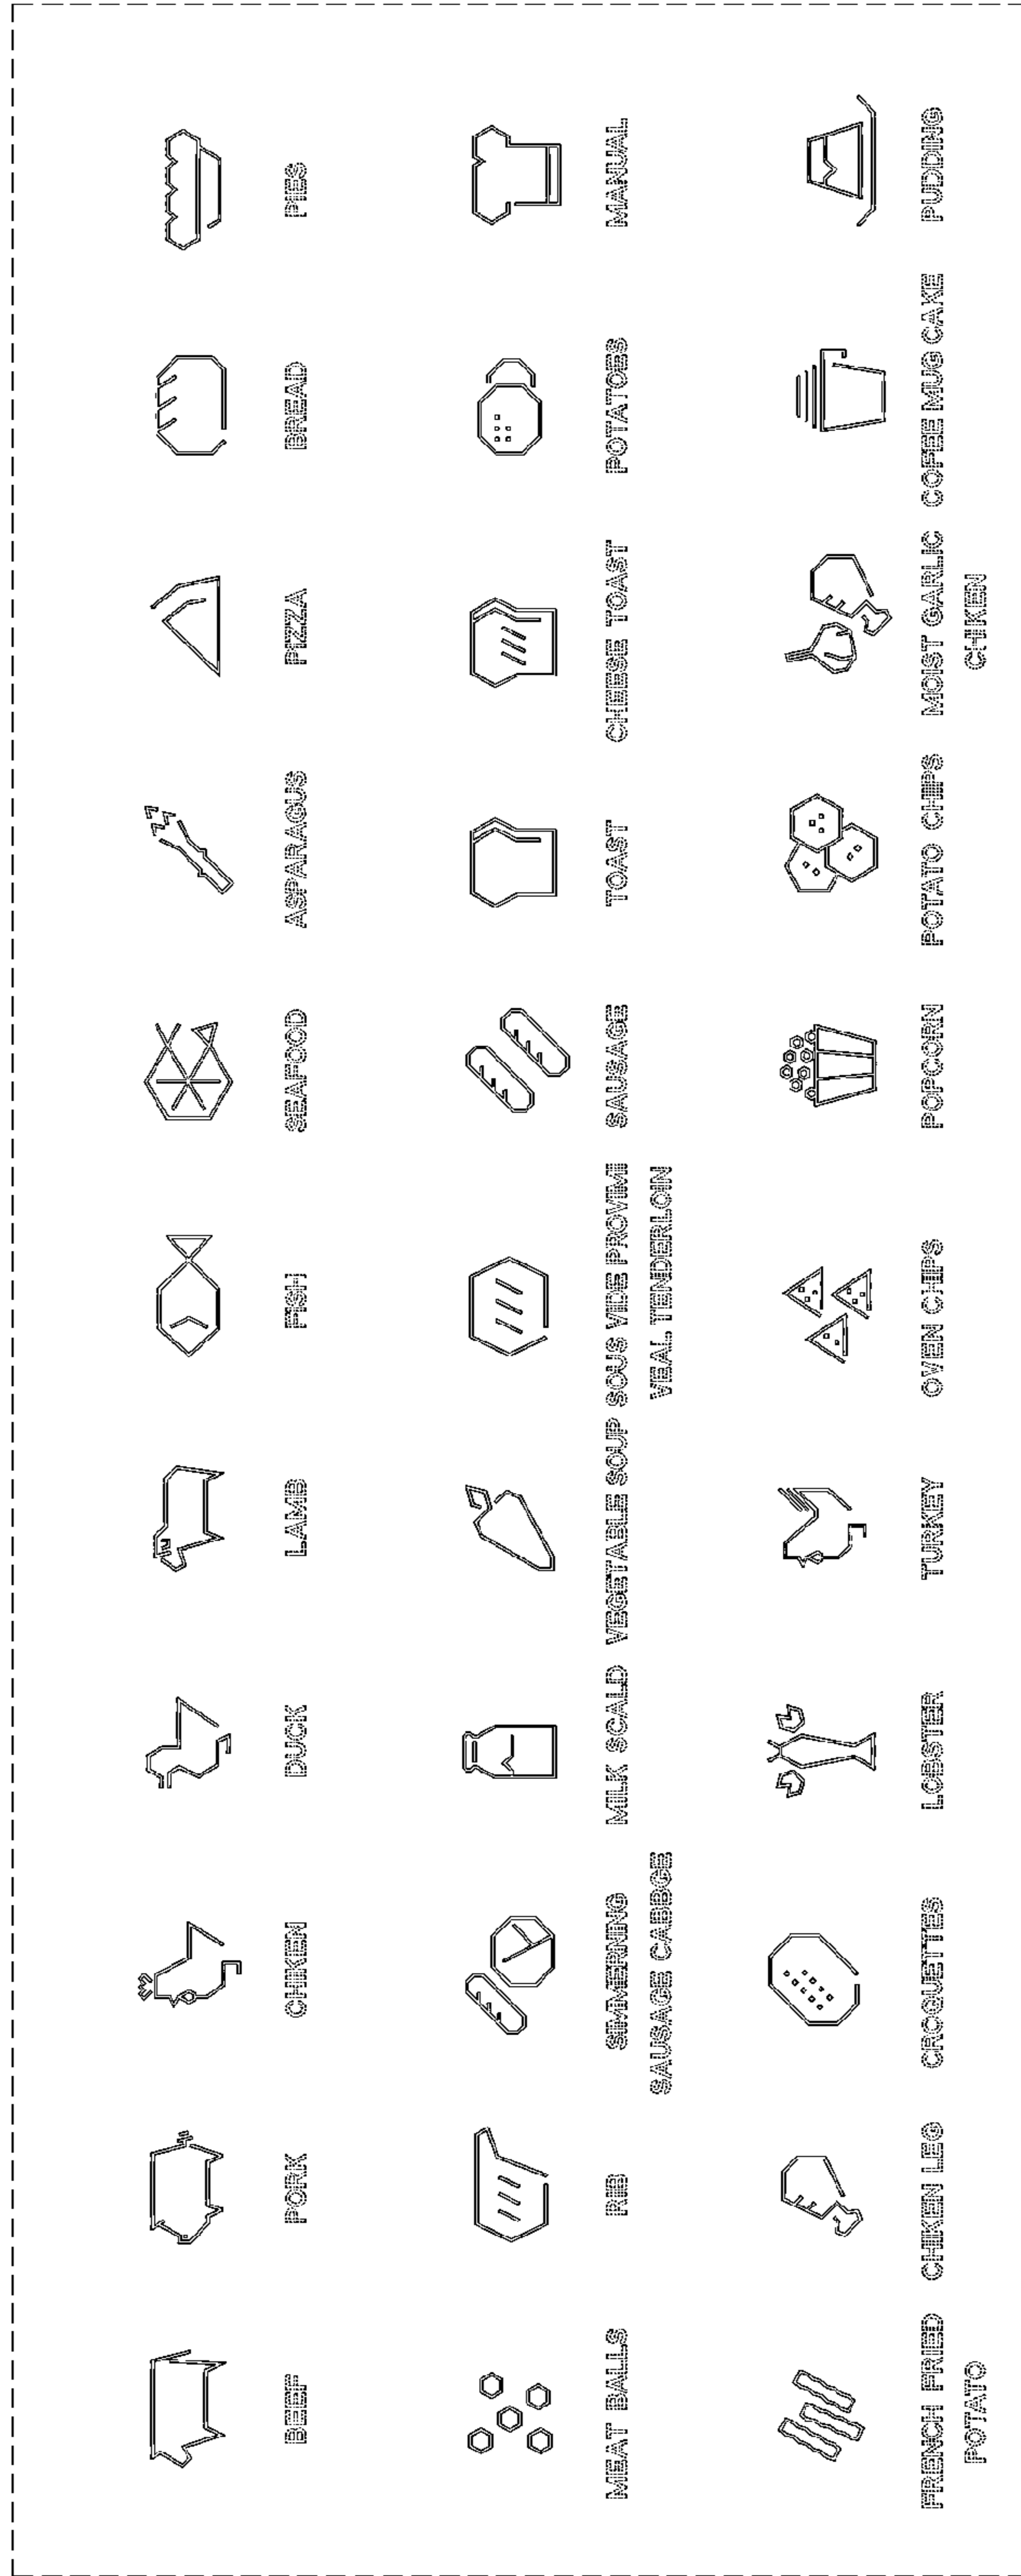 BEEF
PORK
CHIKEN
DUCK
LAMB
FISH
SEAFOOD
ASPARAGUS
PIZZA
BREAD
PIES
MEAT BALLS
RIB
SIMMERNING
SAUSAGE CABBGE
MILK SCALD
VEGETABLE SOUP
SOUS VIDE PROVIMI
VEAL TENDERLOIN
SAUSAGE
TOAST
CHEESE TOAST
POTATOES
MANUAL
FRENCH FRIED
POTATO
CHIKEN LEG
CROQUETTES
LOBSTER
TURKEY
OVEN CHIPS
POPCORN
POTATO CHIPS
MOIST GARLIC
CHIKEN
COFEE MUG CAKE
PUDDING